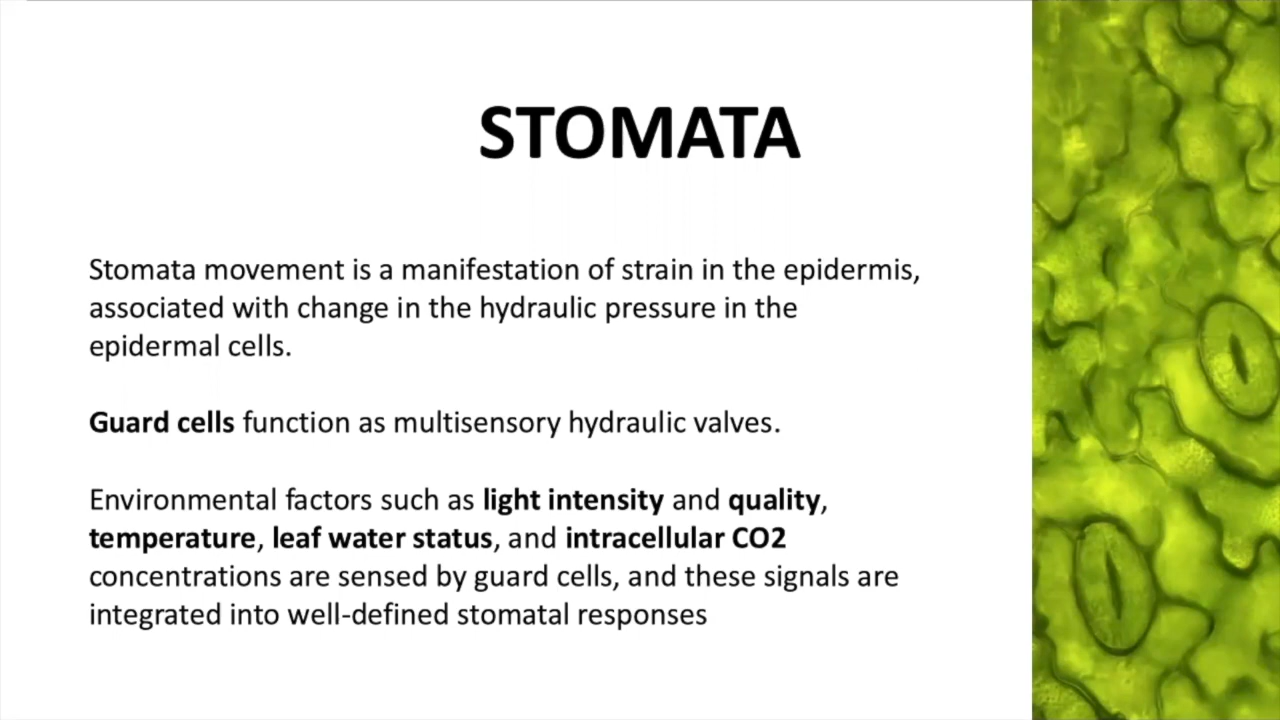 STOMATA
Stomata movement is a manifestation of strain in the epidermis,
associated with change in the hydraulic pressure in the
epidermal cells.
Guard cells function as multisensory hydraulic valves.
Environmental factors such as light intensity and quality,
temperature, leaf water status, and intracellular CO2
concentrations are sensed by guard cells, and these signals are
integrated into well-defined stomatal responses